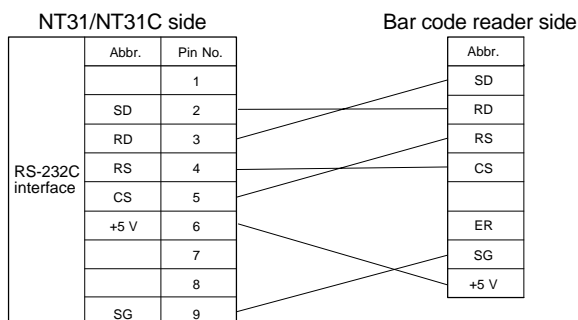 NT31/NT31C side
Bar code reader side
Abbr. Pin No.
1
SD 2
RD 3
RS 4
CS 5
+5 V 6
7
8
SG 9
RS-232C
interface
Abbr.
SD
RD
RS
CS
ER
SG
+5 V